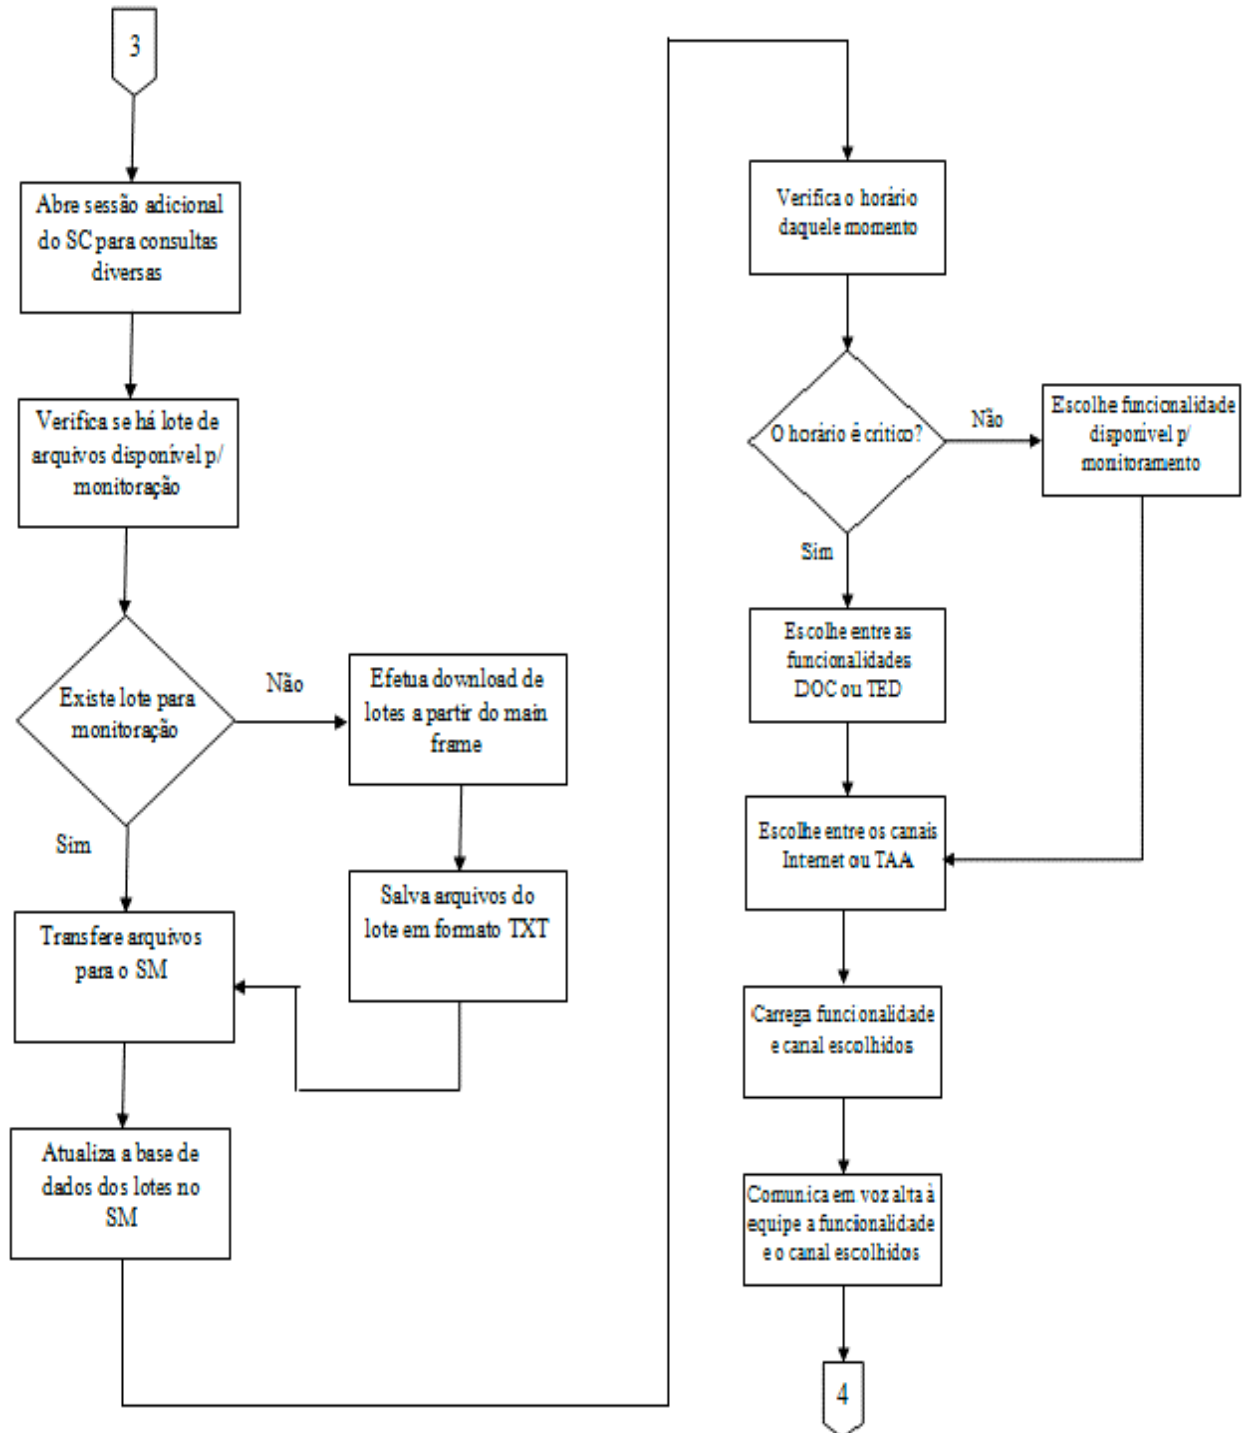 3
Abre sessão adicional
do SC para consultas
diversas
Verifica se há lote de
arquivos disponível p/
monitoração
Existe lote para
monitoração
Não
Efetua download de
lotes a partir do main
frame
Sim
Salva arquivos do
lote em formato TXT
Transfere arquivos
para o SM
Atualiza a base de
dados dos lotes no
SM
Verifica o horário
daquele momento
O horário é critico?
Não
Escolhe funcionalidade
disponivel p/
monitoramento
Sim
Escolhe entre as
funcionalidades
DOC ou TED
Escolhe entre os canais
Internet ou TAA
Carrega funcionalidade
e canal escolhidos
Comunica em voz alta à
equipe a funcionalidade
e o canal escolhidos
4